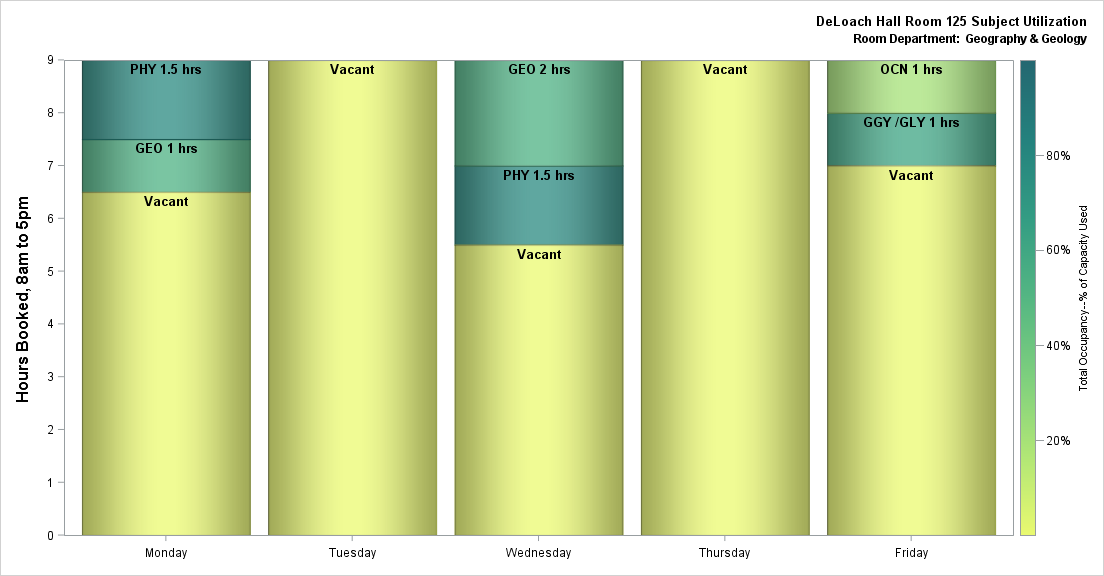 DeLoach Hall Room 125 Subject Utilization
Room Department: Geography & Geology
Hours Booked, 8am to 5pm
9
8
7
6
5
4
3
2
1
0
PHY 1.5 hrs
GEO 1 hrs
Vacant
Vacant
GEO 2 hrs
PHY 1.5 hrs
Vacant
Vacant
OCN 1 hrs
GGY /GLY 1 hrs
Vacant
Monday
Tuesday
Wednesday
Thursday
Friday
80%
60%
40%
20%
Total Occupancy--% of Capacity Used